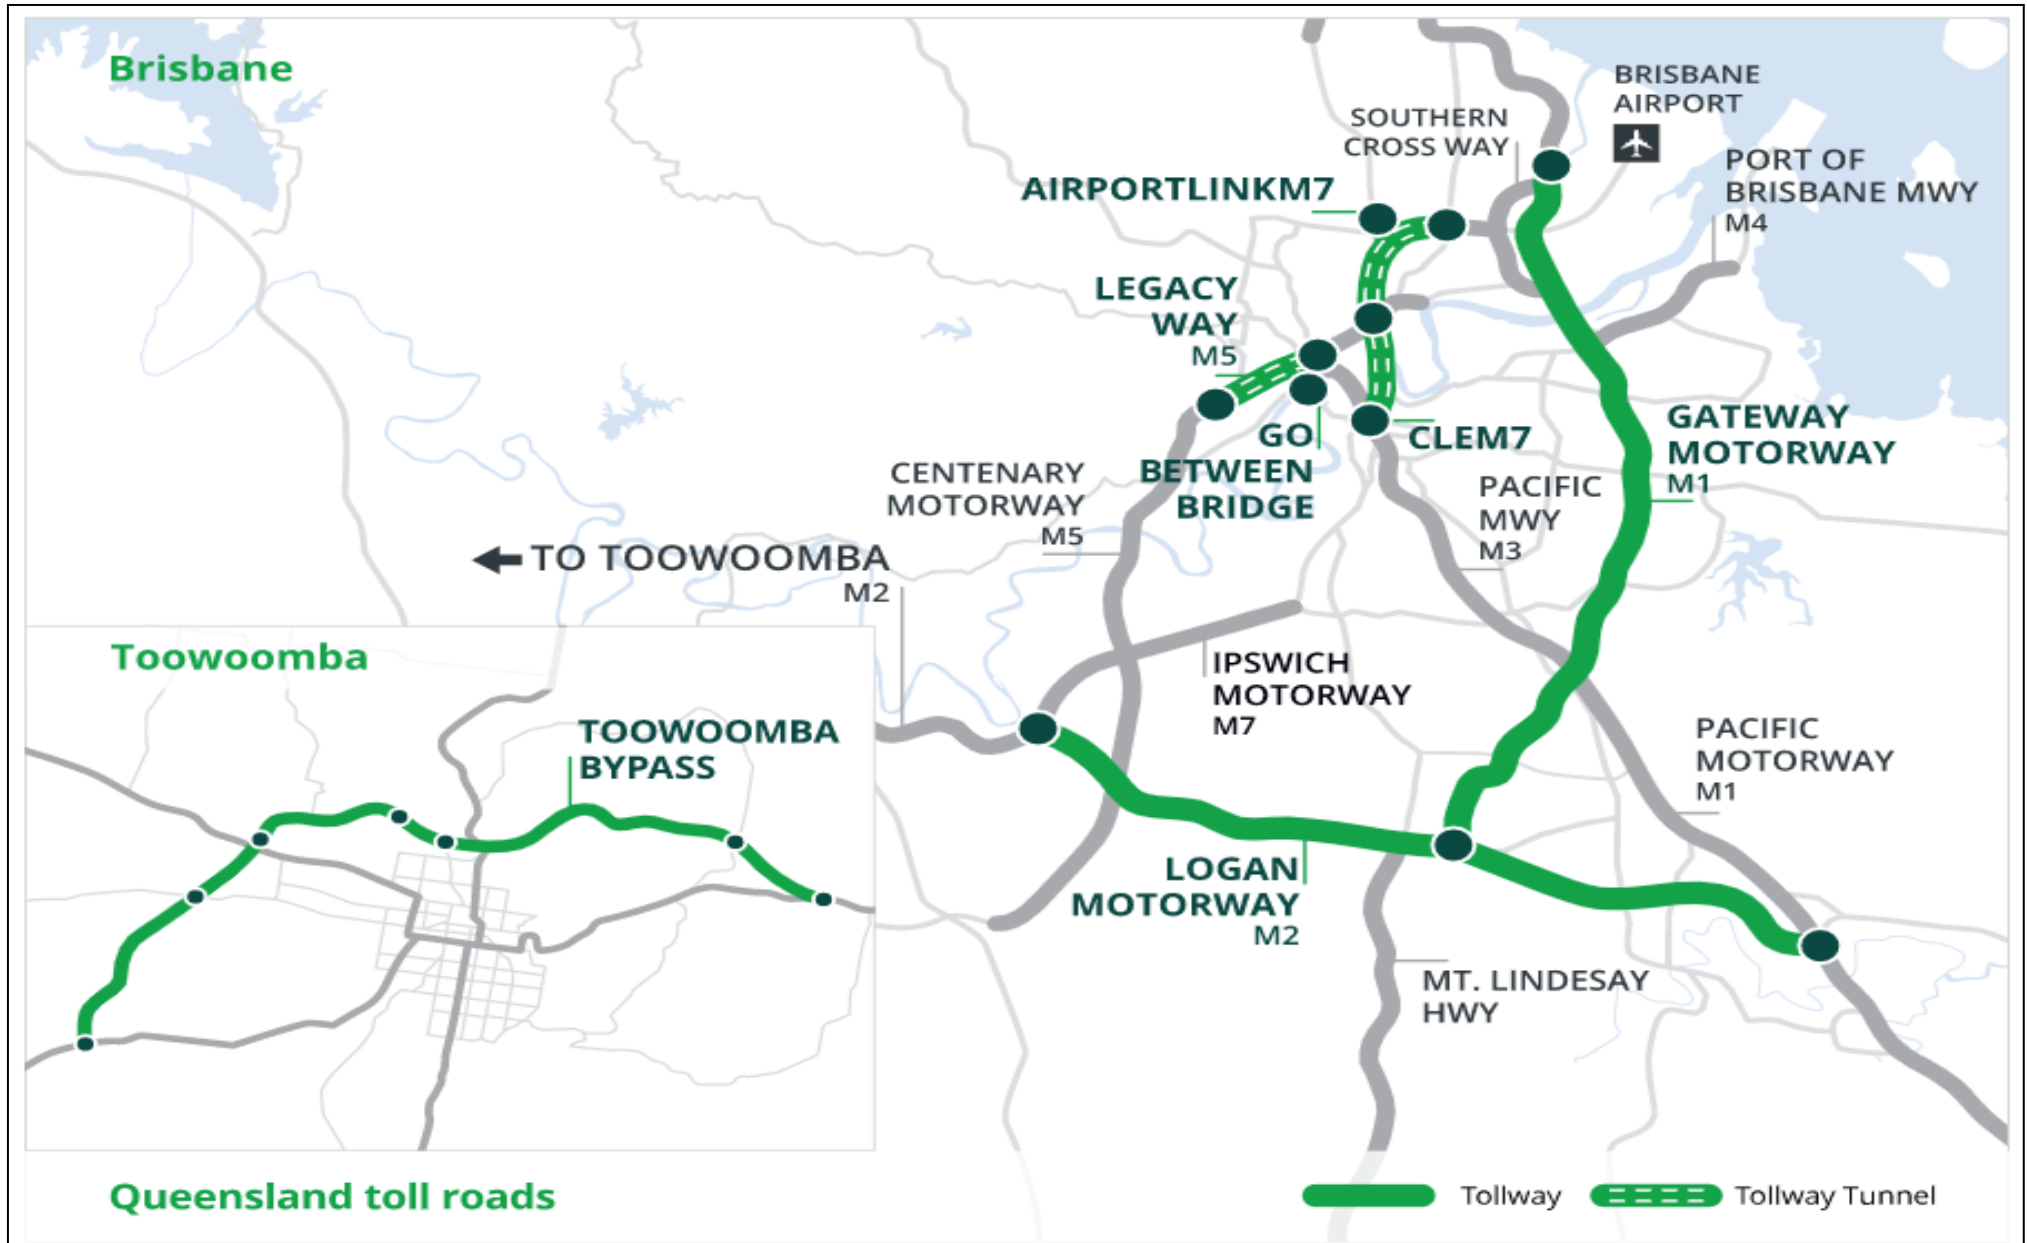 Brisbane
BRISBANE
AIRPORT
SOUTHERN
CROSS WAY
PORT OF
BRISBANE MWY
M4
AIRPORTLINKM7
LEGACY
WAY
M5
GO
BETWEEN
BRIDGE
CLEM7
GATEWAY
MOTORWAY
M1
CENTENARY
MOTORWAY
M5
PACIFIC
MWY
M3
TO TOOWOOMBA
M2
Toowoomba
TOOWOOMBA
BYPASS
IPSWICH
MOTORWAY
M7
PACIFIC
MOTORWAY
M1
LOGAN
MOTORWAY
M2
MT. LINDESAY
HWY
Queensland toll roads
Tollway
Tollway Tunnel